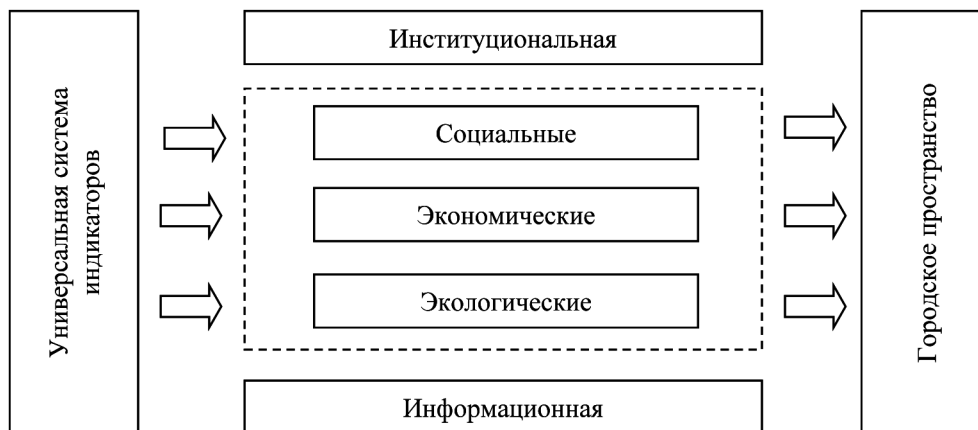 Универсальная система
индикаторов
Институциональная
Социальные
Экономические
Экологические
Информационная
Городское пространство